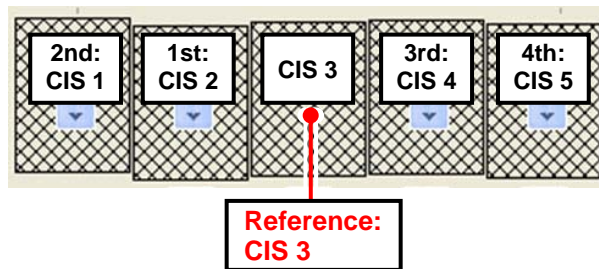 2nd:
CIS 1
1st:
CIS 2
CIS 3
3rd:
CIS 4
4th:
CIS 5
Reference:
CIS 3